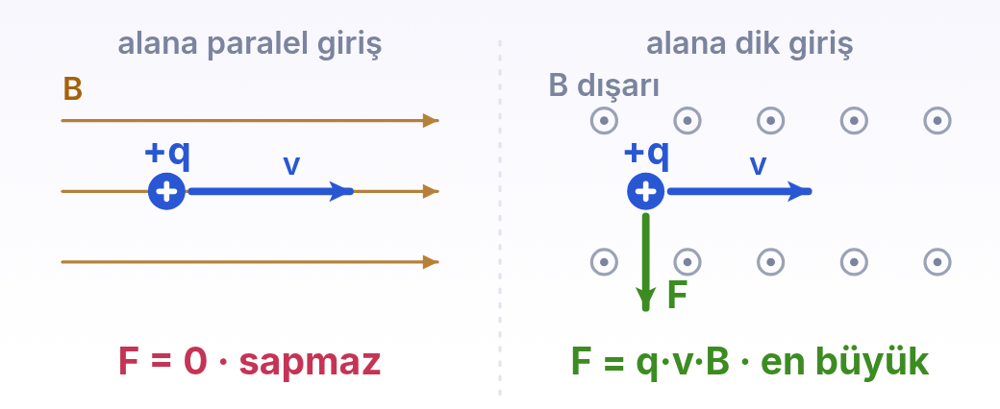 alana paralel giriş
B
+q
v
F = 0 · sapmaz
alana dik giriş
B dışarı
+q
v
F
F = q·v·B · en büyük